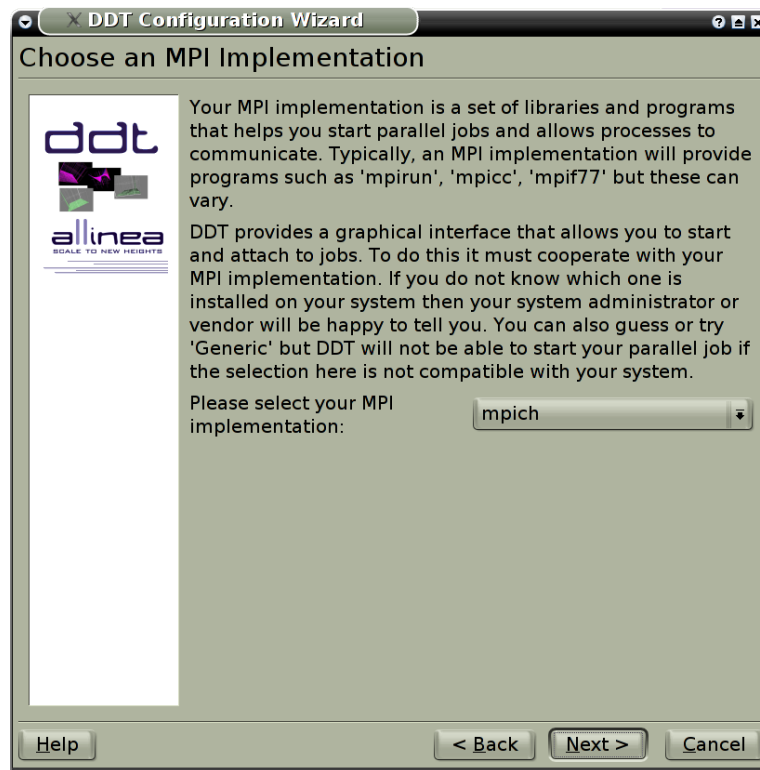 DDT Configuration Wizard
Choose an MPI Implementation
ddt
allinea
SCALE TO NEW HEIGHTS
Your MPI implementation is a set of libraries and programs
that helps you start parallel jobs and allows processes to
communicate. Typically, an MPI implementation will provide
programs such as 'mpirun', 'mpicc', 'mpif77' but these can
vary.
DDT provides a graphical interface that allows you to start
and attach to jobs. To do this it must cooperate with your
MPI implementation. If you do not know which one is
installed on your system then your system administrator or
vendor will be happy to tell you. You can also guess or try
'Generic' but DDT will not be able to start your parallel job if
the selection here is not compatible with your system.
Please select your MPI
implementation:
mpich
Help
< Back
Next >
Cancel